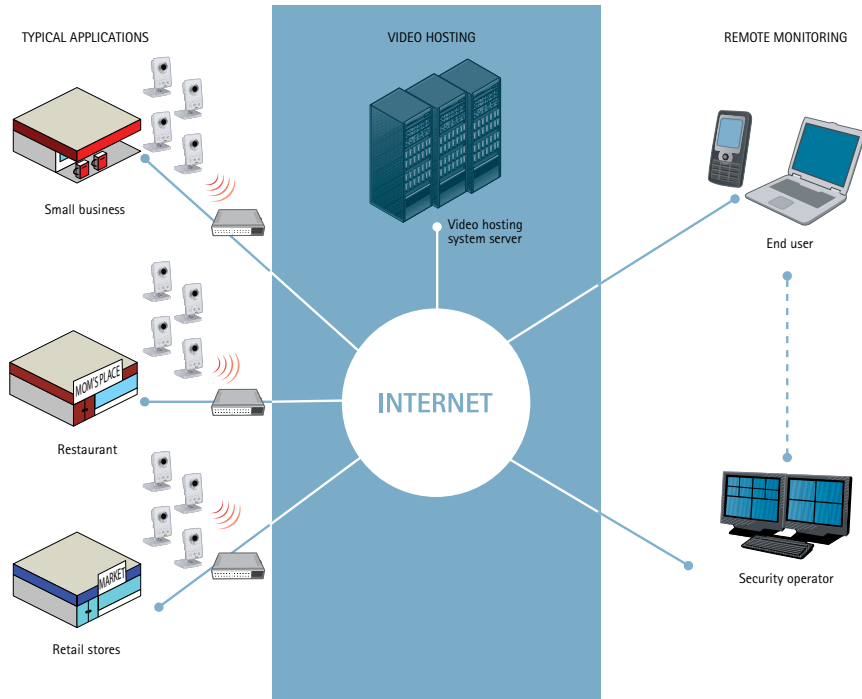 TYPICAL APPLICATIONS
VIDEO HOSTING
REMOTE MONITORING
Small business
Video hosting
system server
End user
INTERNET
MOM'S PLACE
Restaurant
MARKET
Retail stores
Security operator